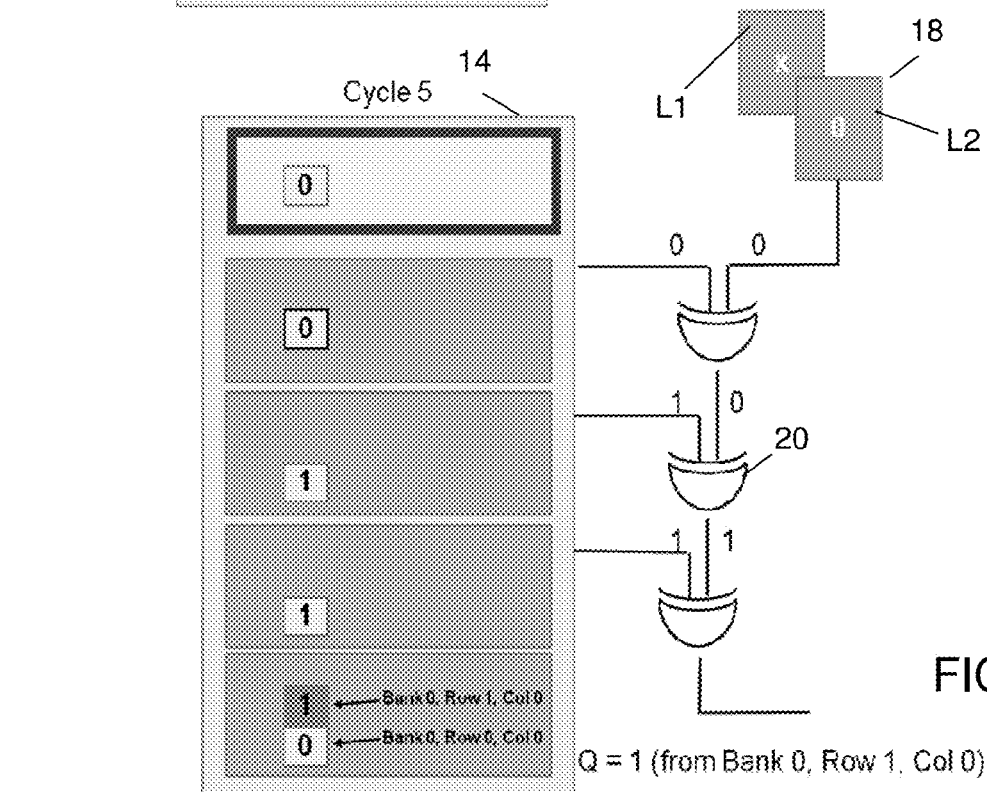 18
14
Cycle 5
L1
0
L2
0
0 0
0
1 0
20
1
1 1
1
1 Bank 0, Row 1, Col 0
0 Bank 0, Row 0, Col 0
Q = 1 (from Bank 0, Row 1, Col 0)